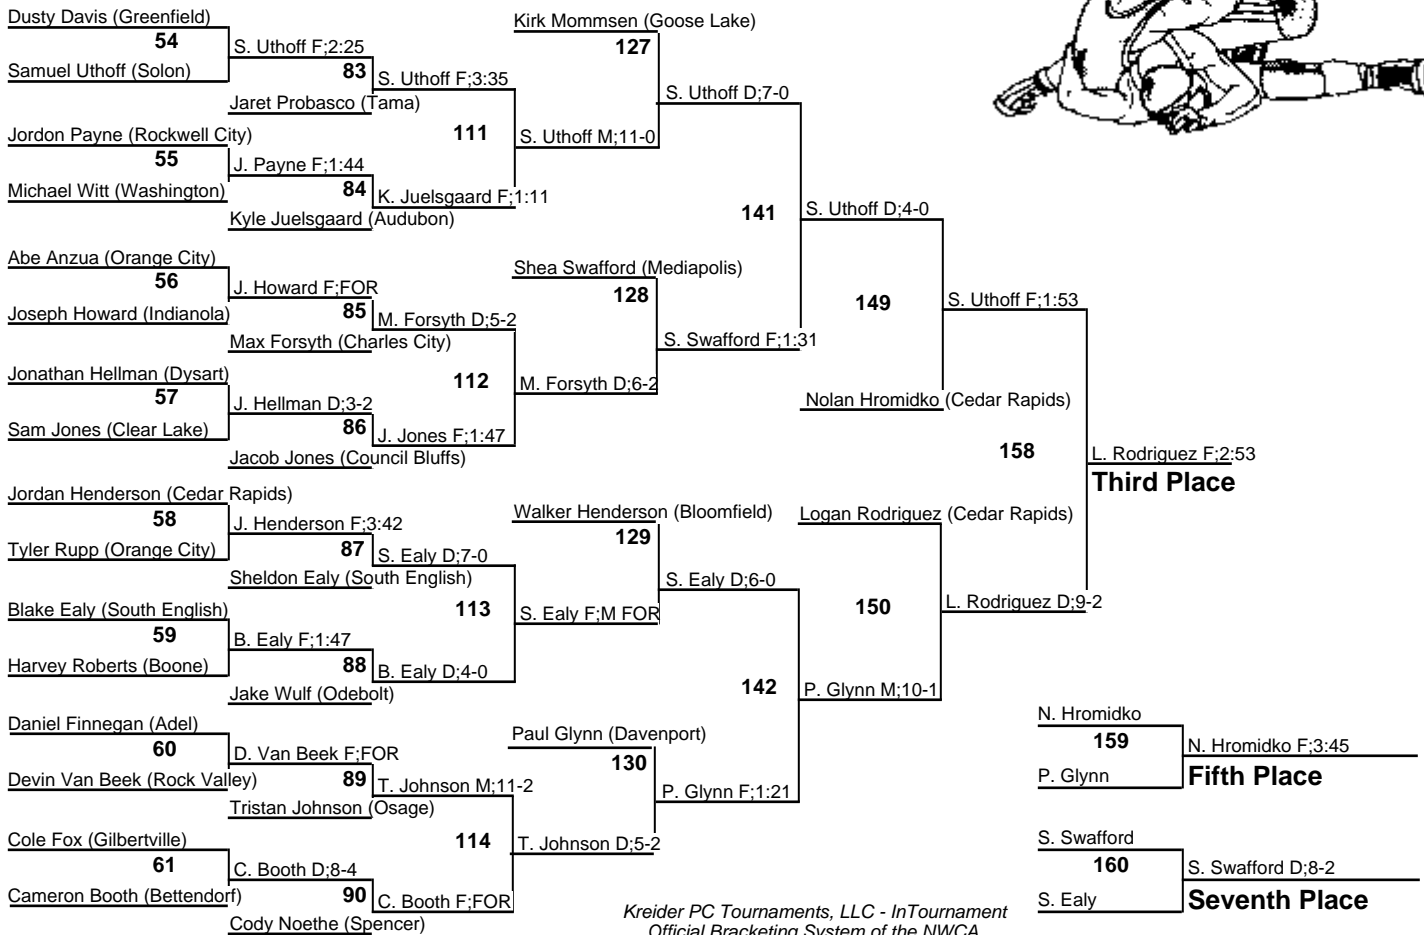 Dusty Davis (Greenfield)
54
Samuel Uthoff (Solon)
S. Uthoff F;2:25
83
Jaret Probasco (Tama)
S. Uthoff F;3:35
Jordon Payne (Rockwell City)
55
Michael Witt (Washington)
J. Payne F;1:44
84
Kyle Juelsgaard (Audubon)
K. Juelsgaard F;1:11
111
Kirk Mommsen (Goose Lake)
127
S. Uthoff M;11-0
S. Uthoff D;7-0
Abe Anzua (Orange City)
56
Joseph Howard (Indianola)
J. Howard F;FOR
85
Max Forsyth (Charles City)
M. Forsyth D;5-2
Jonathan Hellman (Dysart)
57
Sam Jones (Clear Lake)
J. Hellman D;3-2
86
Jacob Jones (Council Bluffs)
J. Jones F;1:47
112
Shea Swafford (Mediapolis)
128
M. Forsyth D;6-2
S. Swafford F;1:31
141
S. Uthoff D;4-0
149
Nolan Hromidko (Cedar Rapids)
S. Uthoff F;1:53
Jordan Henderson (Cedar Rapids)
58
Tyler Rupp (Orange City)
J. Henderson F;3:42
87
Sheldon Ealy (South English)
S. Ealy D;7-0
Blake Ealy (South English)
59
Harvey Roberts (Boone)
B. Ealy F;1:47
88
Jake Wulf (Odebolt)
B. Ealy D;4-0
113
Walker Henderson (Bloomfield)
129
S. Ealy F;M FOR
S. Ealy D;6-0
Daniel Finnegan (Adel)
60
Devin Van Beek (Rock Valley)
D. Van Beek F;FOR
89
Tristan Johnson (Osage)
T. Johnson M;11-2
Cole Fox (Gilbertville)
61
Cameron Booth (Bettendorf)
C. Booth D;8-4
90
Cody Noethe (Spencer)
C. Booth F;FOR
114
Paul Glynn (Davenport)
130
T. Johnson D;5-2
P. Glynn F;1:21
142
P. Glynn M;10-1
Logan Rodriguez (Cedar Rapids)
150
L. Rodriguez D;9-2
158
L. Rodriguez F;2:53
Third Place
N. Hromidko
159
P. Glynn
N. Hromidko F;3:45
Fifth Place
S. Swafford
160
S. Ealy
S. Swafford D;8-2
Seventh Place
Kreider PC Tournaments, LLC - InTournament
Official Bracketing System of the NWCA